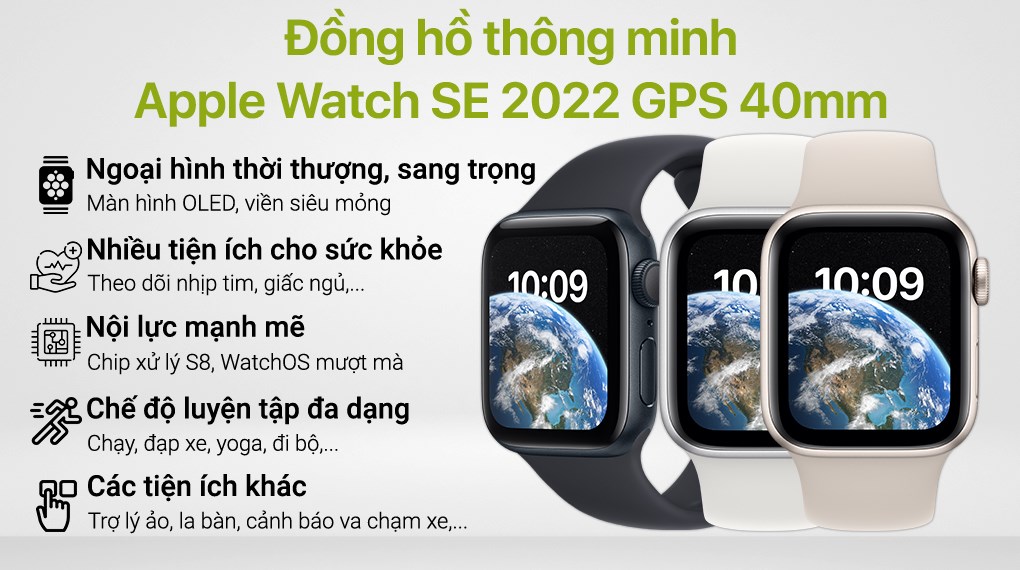 Đồng hồ thông minh
Apple Watch SE 2022 GPS 40mm
Ngoại hình thời thượng, sang trọng
Màn hình OLED, viền siêu mỏng
Nhiều tiện ích cho sức khỏe
Theo dõi nhịp tim, giấc ngủ,...
Nội lực mạnh mẽ
Chip xử lý S8, WatchOS mượt mà
Chế độ luyện tập đa dạng
Chạy, đạp xe, yoga, đi bộ,...
Các tiện ích khác
Trợ lý ảo, la bàn, cảnh báo va chạm xe,...
10:09
10
10:09